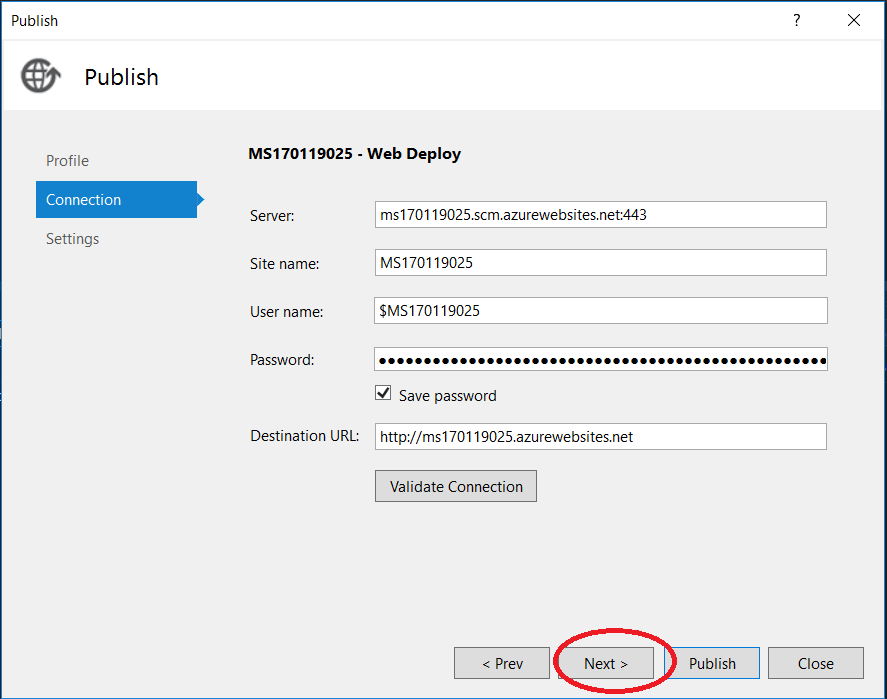 Publish
?
Publish
Profile
Connection
Settings
MS170119025 - Web Deploy
Server: ms170119025.scm.azurewebsites.net:443
Site name: MS170119025
User name: $MS170119025
Password: ●●●●●●●●●●●●●●●●●●●●●●●●●●●●●●●●●●●●●●●●●●●●●●●●●●
Save password
Destination URL: http://ms170119025.azurewebsites.net
Validate Connection
< Prev Next > Publish Close